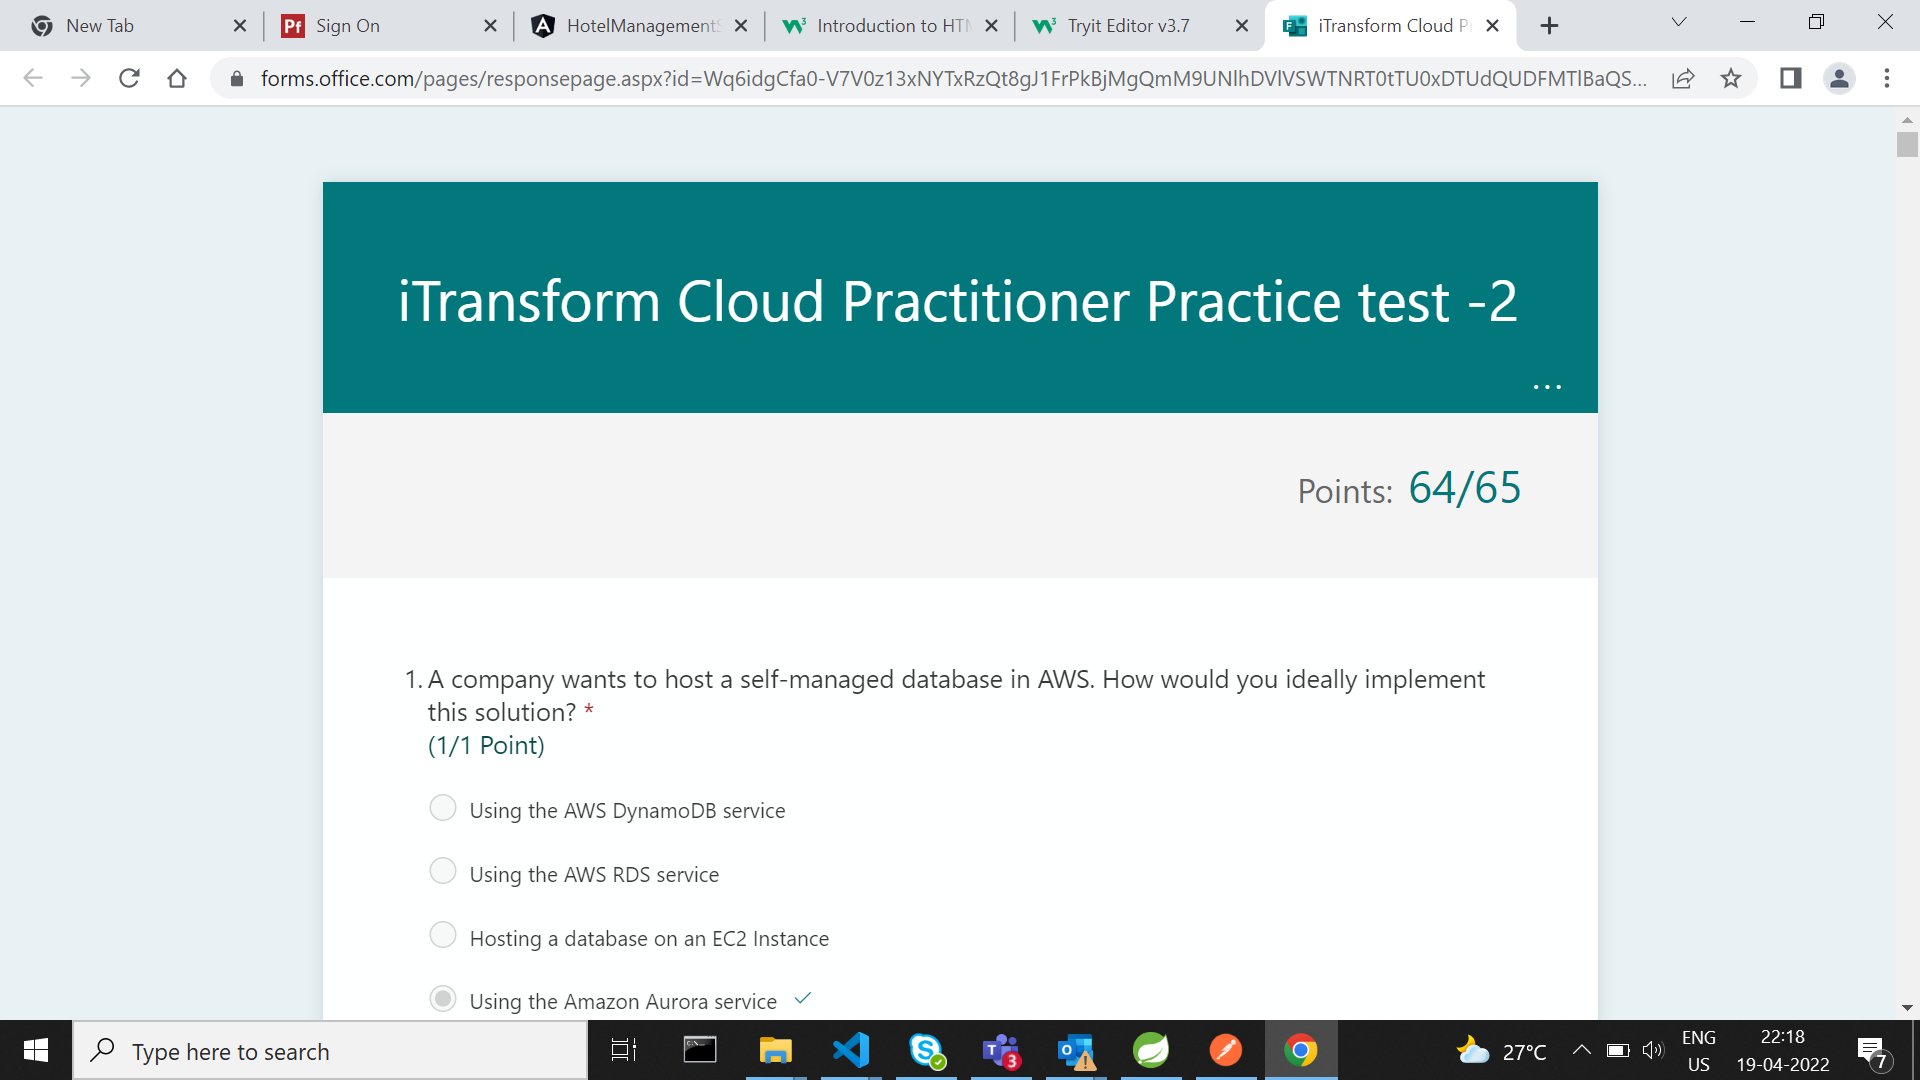 New Tab
Sign On
HotelManagementS
Introduction to HTM
Tryit Editor v3.7
iTransform Cloud P
forms.office.com/pages/responsepage.aspx?id=Wq6idgCfa0-V7V0z13xNYTxRzQt8gJ1FrPkBjMgQmM9UNlhDVlVSWTNRT0tTU0xDTUdQUDFMTlBaQS...
iTransform Cloud Practitioner Practice test -2
...
Points: 64/65
1. A company wants to host a self-managed database in AWS. How would you ideally implement
this solution? *
(1/1 Point)
Using the AWS DynamoDB service
Using the AWS RDS service
Hosting a database on an EC2 Instance
Using the Amazon Aurora service
Type here to search
3
27°C
ENG
US
22:18
19-04-2022
7